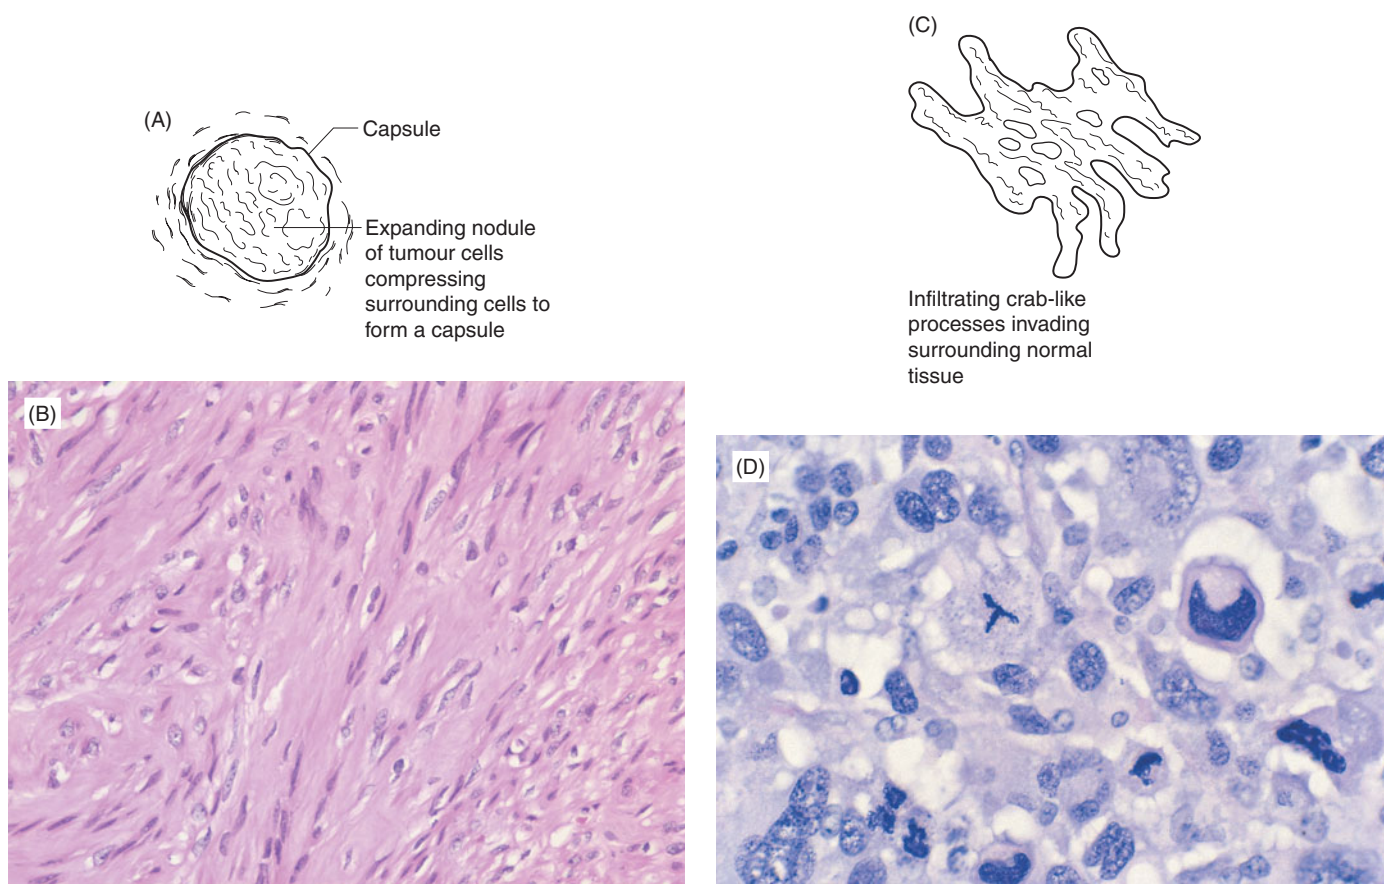 (A)
Capsule
Expanding nodule
of tumour cells
compressing
surrounding cells to
form a capsule
(B)
(C)
Infiltrating crab-like
processes invading
surrounding normal
tissue
(D)